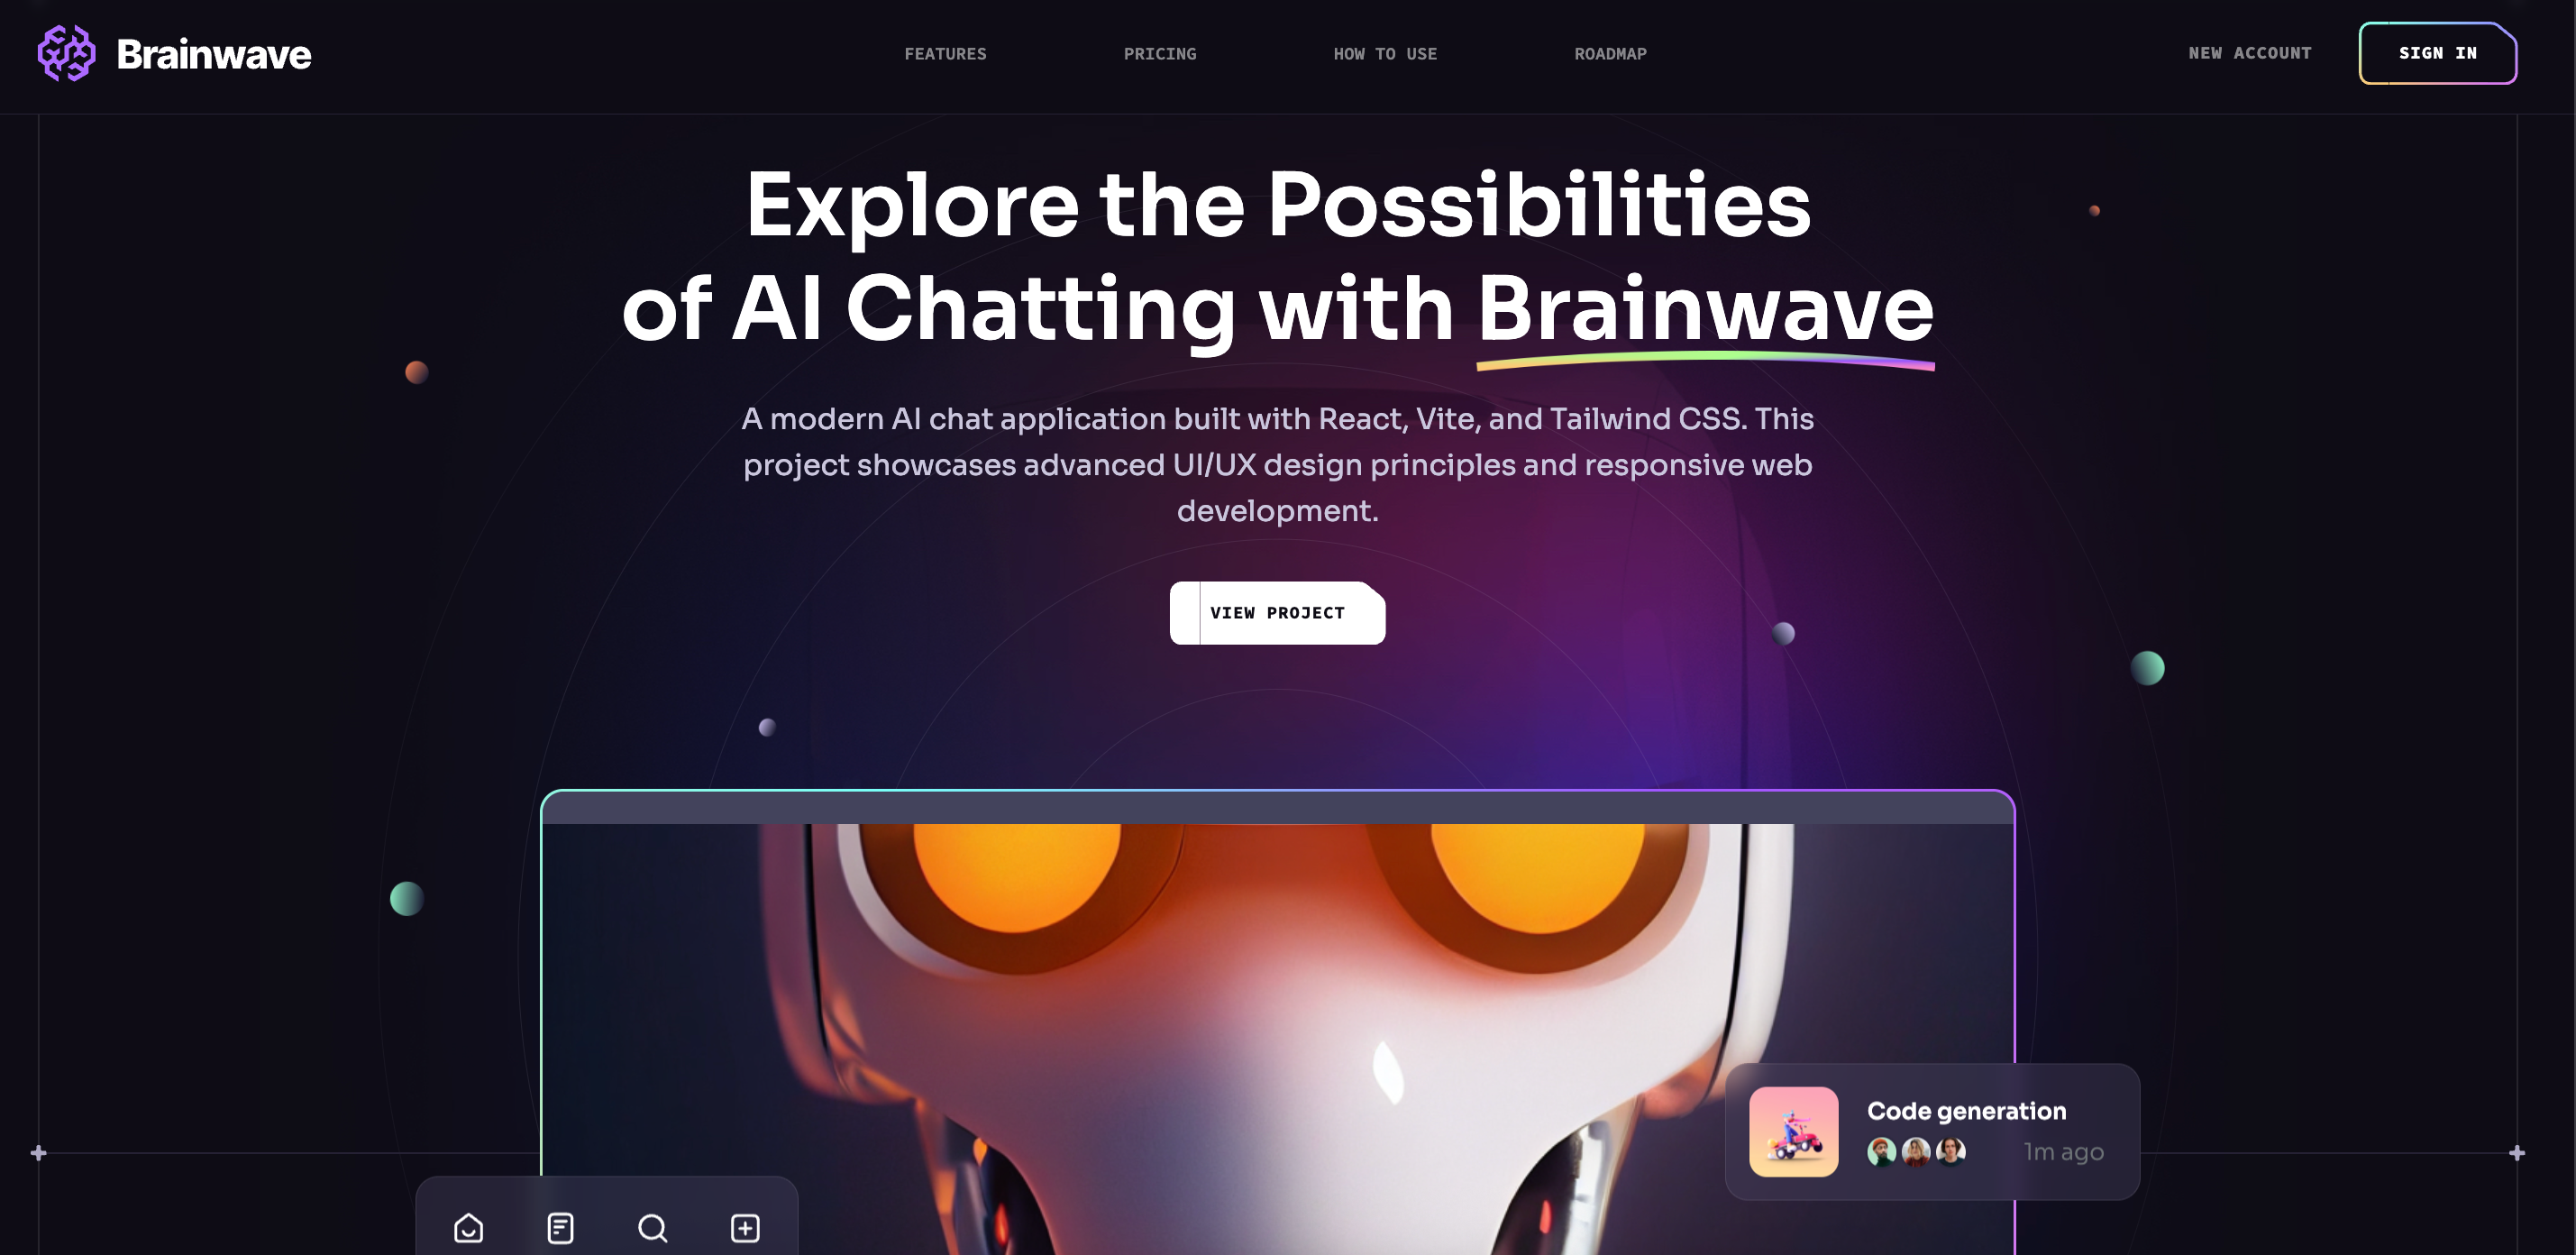 Brainwave
FEATURES
PRICING
HOW TO USE
ROADMAP
NEW ACCOUNT
SIGN IN
Explore the Possibilities
of AI Chatting with Brainwave
A modern AI chat application built with React, Vite, and Tailwind CSS. This
project showcases advanced UI/UX design principles and responsive web
development.
VIEW PROJECT
Code generation
1m ago